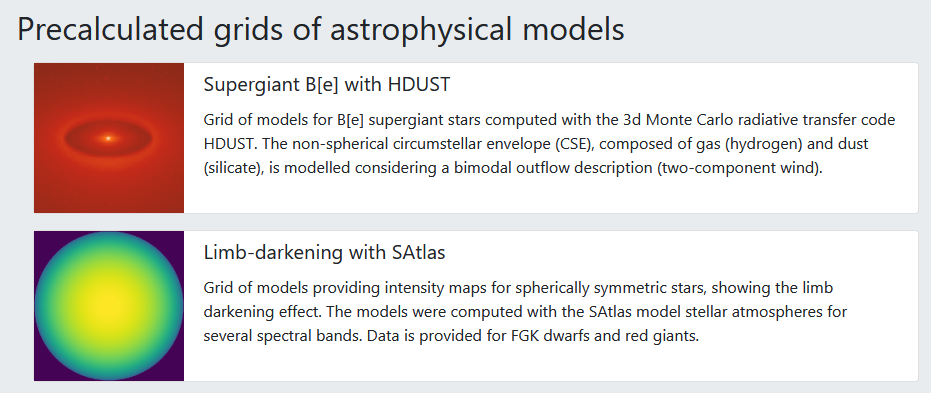 Precalculated grids of astrophysical models
Supergiant B[e] with HDUST
Grid of models for B[e] supergiant stars computed with the 3d Monte Carlo radiative transfer code
HDUST. The non-spherical circumstellar envelope (CSE), composed of gas (hydrogen) and dust
(silicate), is modelled considering a bimodal outflow description (two-component wind).
Limb-darkening with SAtlas
Grid of models providing intensity maps for spherically symmetric stars, showing the limb
darkening effect. The models were computed with the SAtlas model stellar atmospheres for
several spectral bands. Data is provided for FGK dwarfs and red giants.